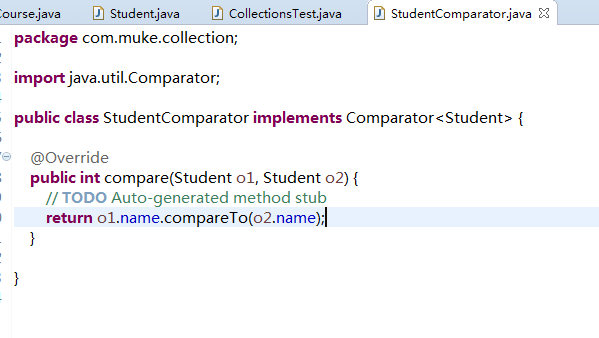 Course.java Student.java CollectionsTest.java StudentComparator.java
package com.muke.collection;
import java.util.Comparator;
public class StudentComparator implements Comparator<Student> {
@Override
public int compare(Student o1, Student o2) {
// TODO Auto-generated method stub
return o1.name.compareTo(o2.name);
}
}